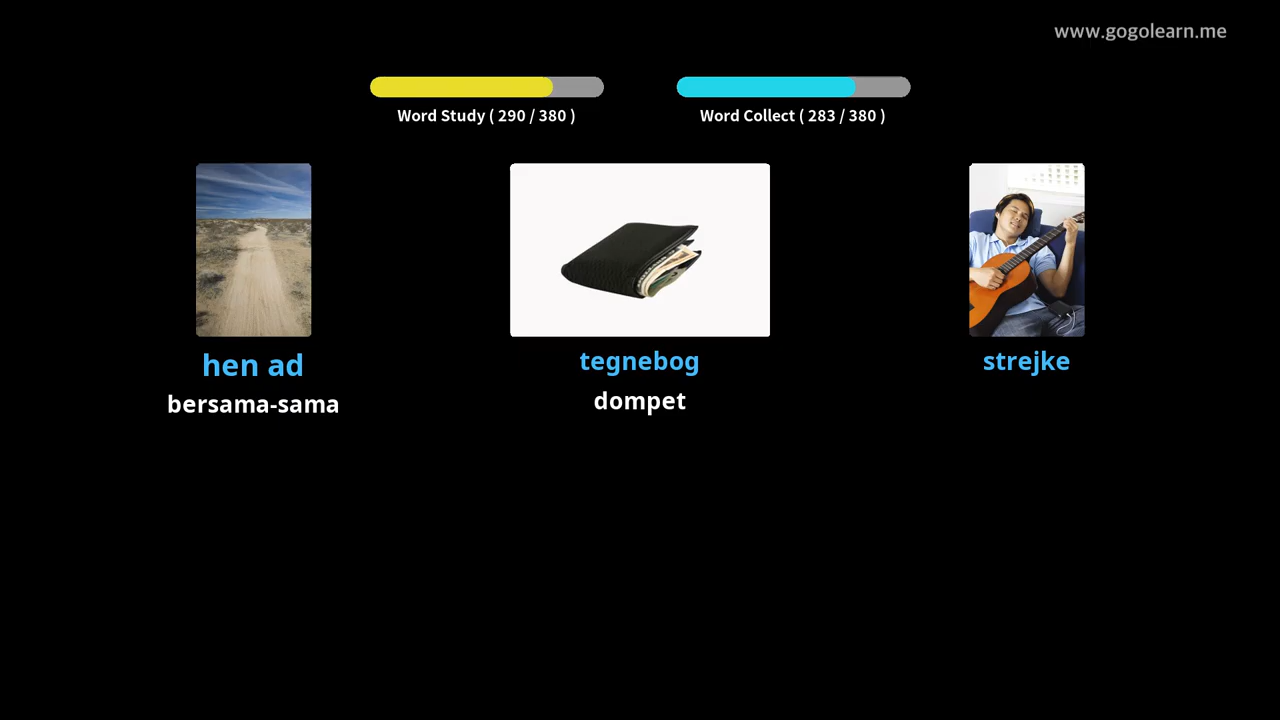 www.gogolearn.me
Word Study ( 290 / 380 )
Word Collect ( 283 / 380 )
hen ad
bersama-sama
tegnebog
dompet
strejke